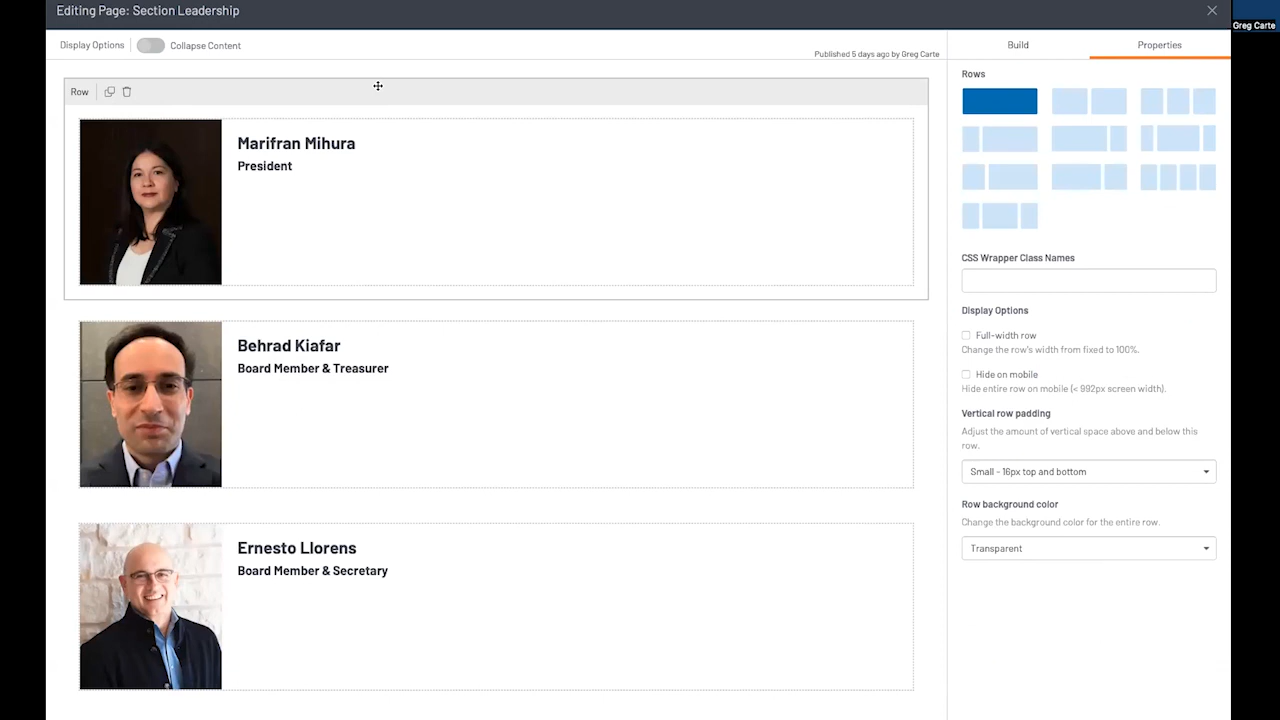 Editing Page: Section Leadership
Greg Carte
Display Options
Collapse Content
Published 5 days ago by Greg Carte
Build
Properties
Row
Marifran Mihura
President
Behrad Kiafar
Board Member & Treasurer
Ernesto Llorens
Board Member & Secretary
Rows
CSS Wrapper Class Names
Display Options
Full-width row
Change the row's width from fixed to 100%.
Hide on mobile
Hide entire row on mobile (< 992px screen width).
Vertical row padding
Adjust the amount of vertical space above and below this
row.
Small - 16px top and bottom
Row background color
Change the background color for the entire row.
Transparent